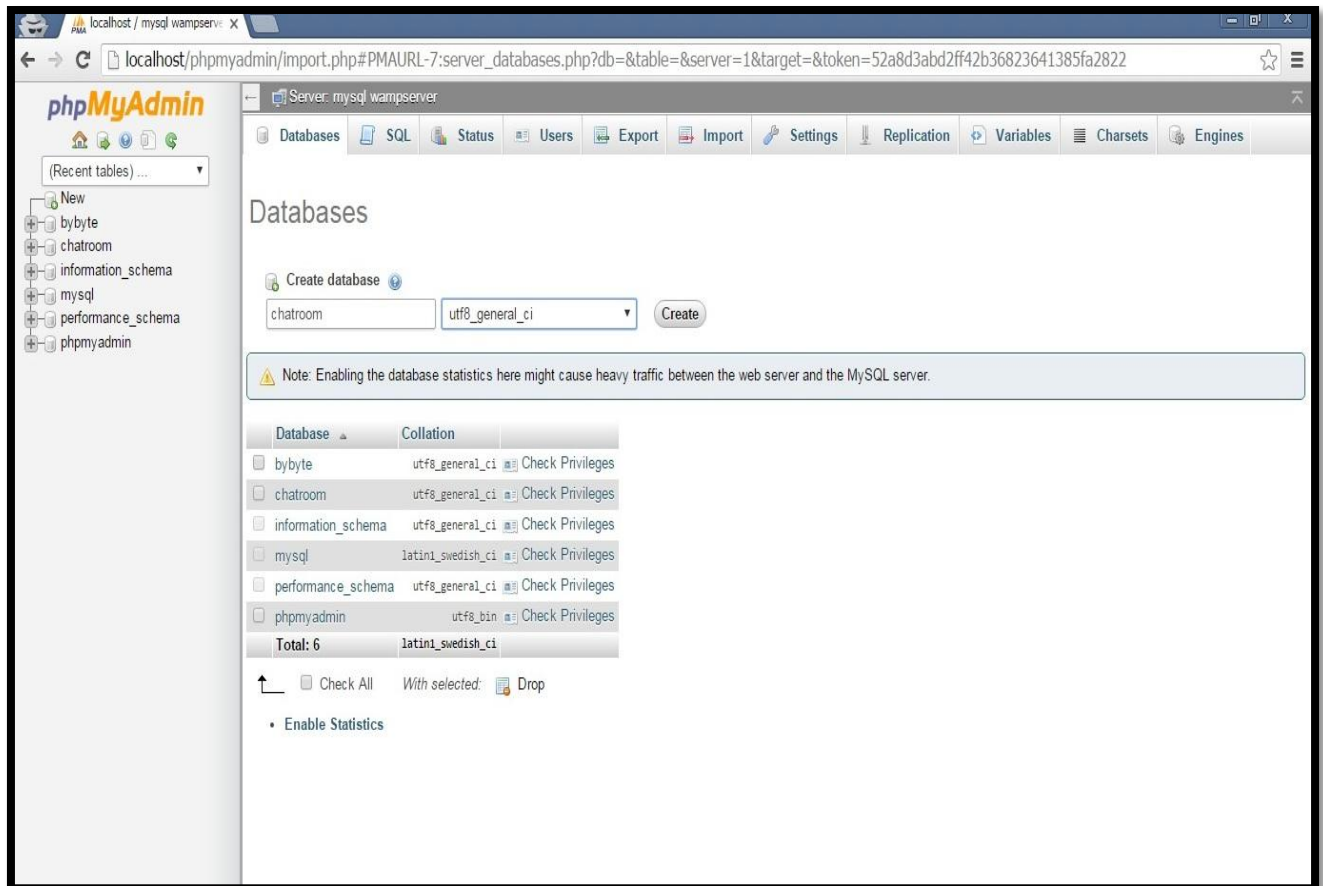 localhost / mysql wampserve
localhost/phpmyadmin/import.php#PMAURL-7:server_databases.php?db=&table=&server=1&target=&token=52a8d3abd2ff42b36823641385fa2822
phpMyAdmin
(Recent tables) ...
New
bybyte
chatroom
information_schema
mysql
performance_schema
phpmyadmin
Server: mysql wampserver
Databases SQL Status Users Export Import Settings Replication Variables Charsets Engines
Databases
Create database
chatroom utf8_general_ci Create
Note: Enabling the database statistics here might cause heavy traffic between the web server and the MySQL server.
Database Collation
bybyte utf8_general_ci Check Privileges
chatroom utf8_general_ci Check Privileges
information_schema utf8_general_ci Check Privileges
mysql latin1_swedish_ci Check Privileges
performance_schema utf8_general_ci Check Privileges
phpmyadmin utf8_bin Check Privileges
Total: 6 latin1_swedish_ci
Check All With selected: Drop
• Enable Statistics